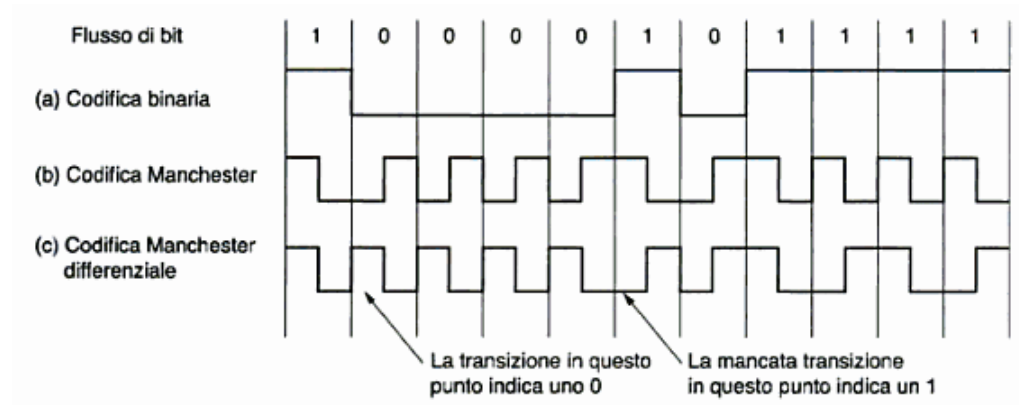 Flusso di bit 1 0 0 0 0 1 0 1 1 1 1
(a) Codifica binaria
(b) Codifica Manchester
(c) Codifica Manchester
differenziale
La transizione in questo
punto indica uno 0
La mancata transizione
in questo punto indica un 1